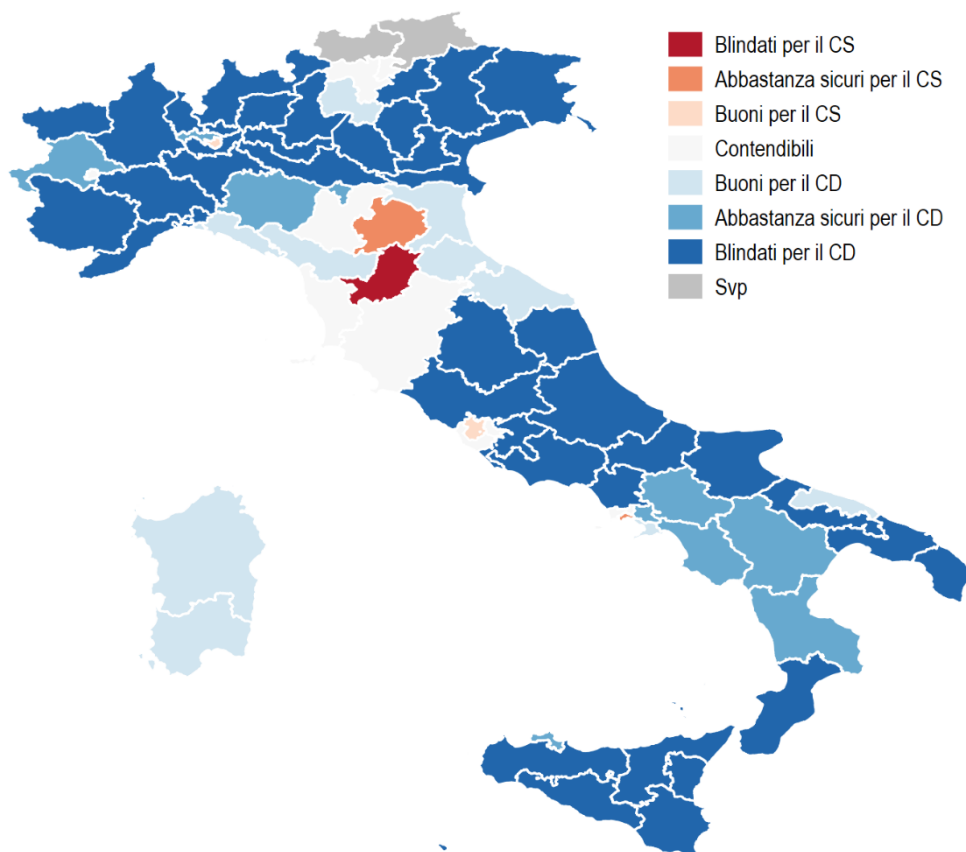 Blindati per il CS
Abbastanza sicuri per il CS
Buoni per il CS
Contendibili
Buoni per il CD
Abbastanza sicuri per il CD
Blindati per il CD
Svp